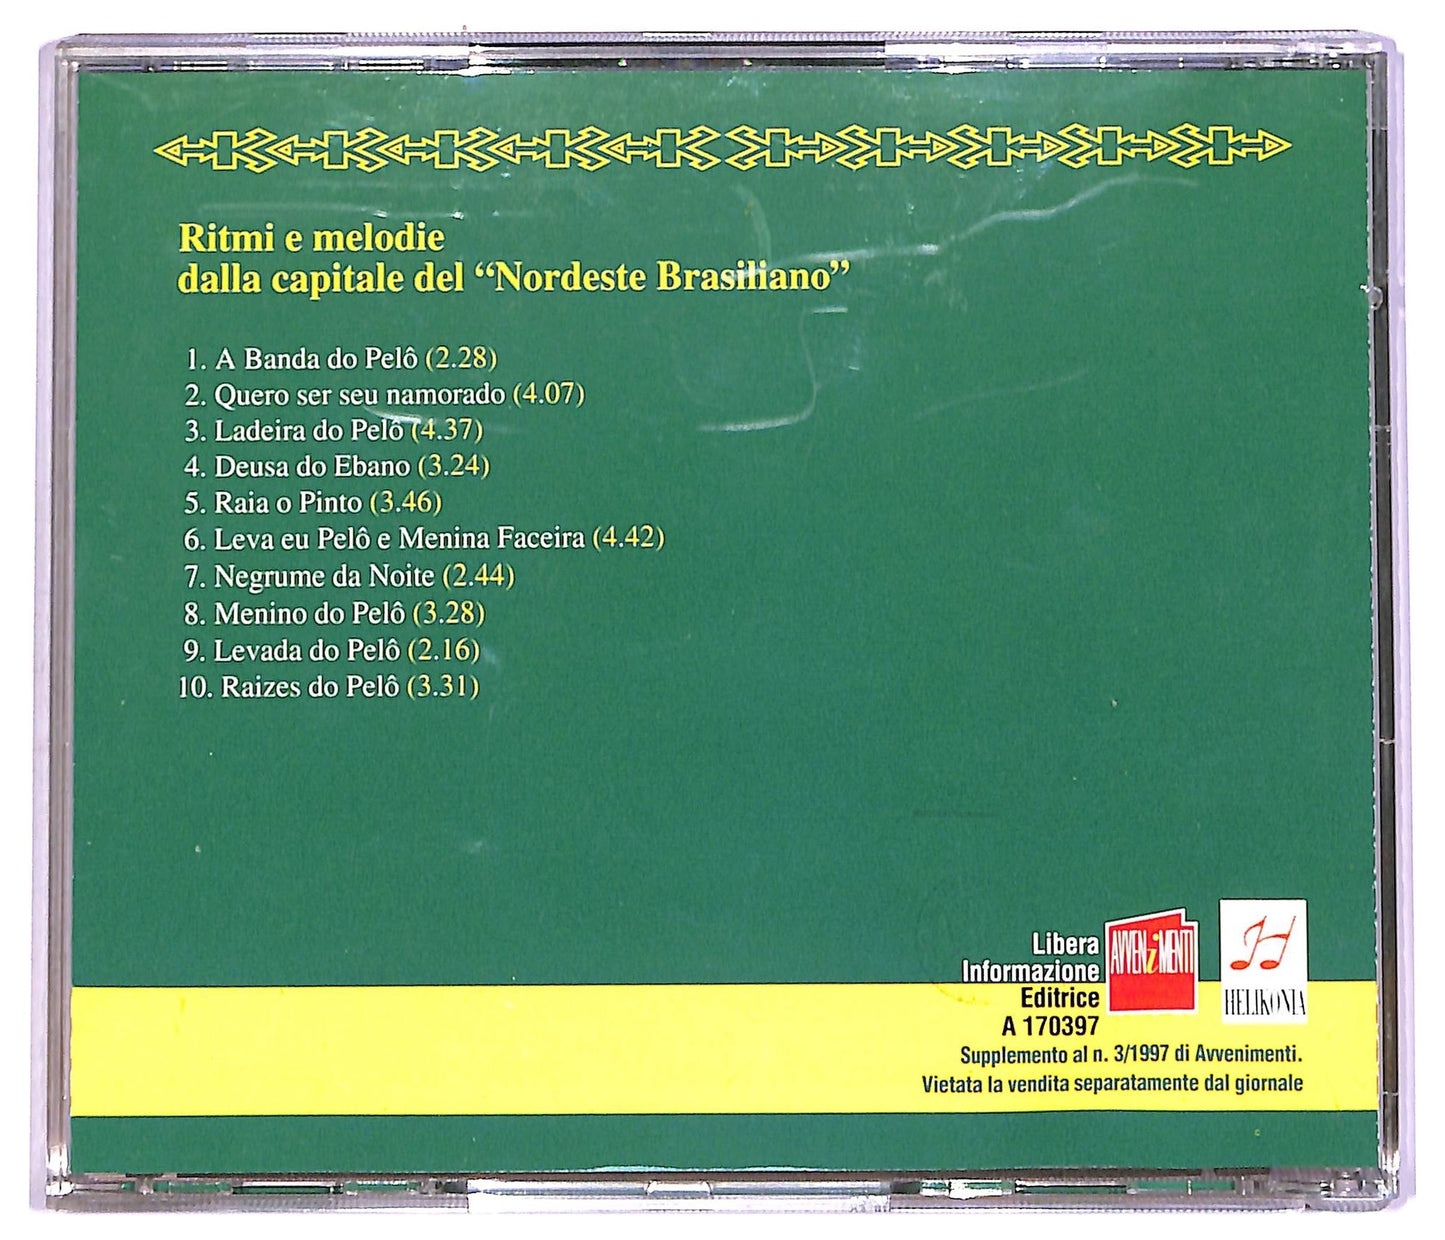 Ritmi e melodie
dalla capitale del “Nordeste Brasiliano”
1. A Banda do Pelô (2.28)
2. Quero ser seu namorado (4.07)
3. Ladeira do Pelô (4.37)
4. Deusa do Ebano (3.24)
5. Raia o Pinto (3.46)
6. Leva eu Pelô e Menina Faceira (4.42)
7. Negrume da Noite (2.44)
8. Menino do Pelô (3.28)
9. Levada do Pelô (2.16)
10. Raizes do Pelô (3.31)
Libera
Informazione
Editrice
A 170397
AVVENiMENTI
H
HELIKONIA
Supplemento al n. 3/1997 di Avvenimenti.
Vietata la vendita separatamente dal giornale